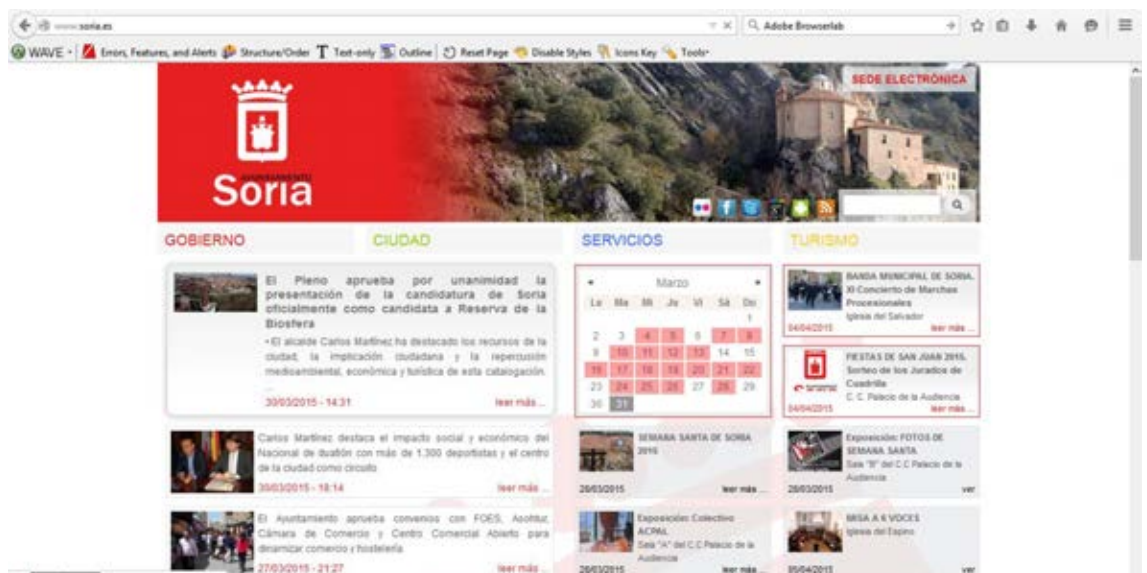 www.soria.es
Adobe Browserlab
WAVE
Errors, Features, and Alerts
Structure/Order
Text-only
Outline
Reset Page
Disable Styles
Icons Key
Tools
SEDE ELECTRÓNICA
AYUNTAMIENTO
Soria
GOBIERNO
CIUDAD
SERVICIOS
TURISMO
El Pleno aprueba por unanimidad la
presentación de la candidatura de Soria
oficialmente como candidata a Reserva de la
Biosfera
• El alcalde Carlos Martínez ha destacado los recursos de la
ciudad, la implicación ciudadana y la repercusión
medioambiental, económica y turística de esta catalogación.
...
30/03/2015 - 14:31
leer más ...
Carlos Martínez destaca el impacto social y económico del
Nacional de duatlón con más de 1.300 deportistas y el centro
de la ciudad como circuito
30/03/2015 - 18:14
leer más ...
El Ayuntamiento aprueba convenios con FOES, Asohtur,
Cámara de Comercio y Centro Comercial Abierto para
dinamizar comercio y hostelería
27/03/2015 - 21:27
leer más ...
Marzo
Lu Ma Mi Ju Vi Sá Do
1
2 3 4 5 6 7 8
9 10 11 12 13 14 15
16 17 18 19 20 21 22
23 24 25 26 27 28 29
30 31
SEMANA SANTA DE SORIA
2015
26/03/2015
leer más ...
Exposición: Colectivo
ACPAL
Sala "A" del C.C Palacio de la
Audiencia
26/03/2015
leer más ...
BANDA MUNICIPAL DE SORIA.
XI Concierto de Marchas
Procesionales
Iglesia del Salvador
04/04/2015
leer más ...
FIESTAS DE SAN JUAN 2015.
Sorteo de los Jurados de
Cuadrilla
C. C. Palacio de la Audiencia
04/04/2015
leer más ...
Exposición: FOTOS DE
SEMANA SANTA
Sala "B" del C.C Palacio de la
Audiencia
26/03/2015
ver
MISA A 6 VOCES
Iglesia del Espino
05/04/2015
ver